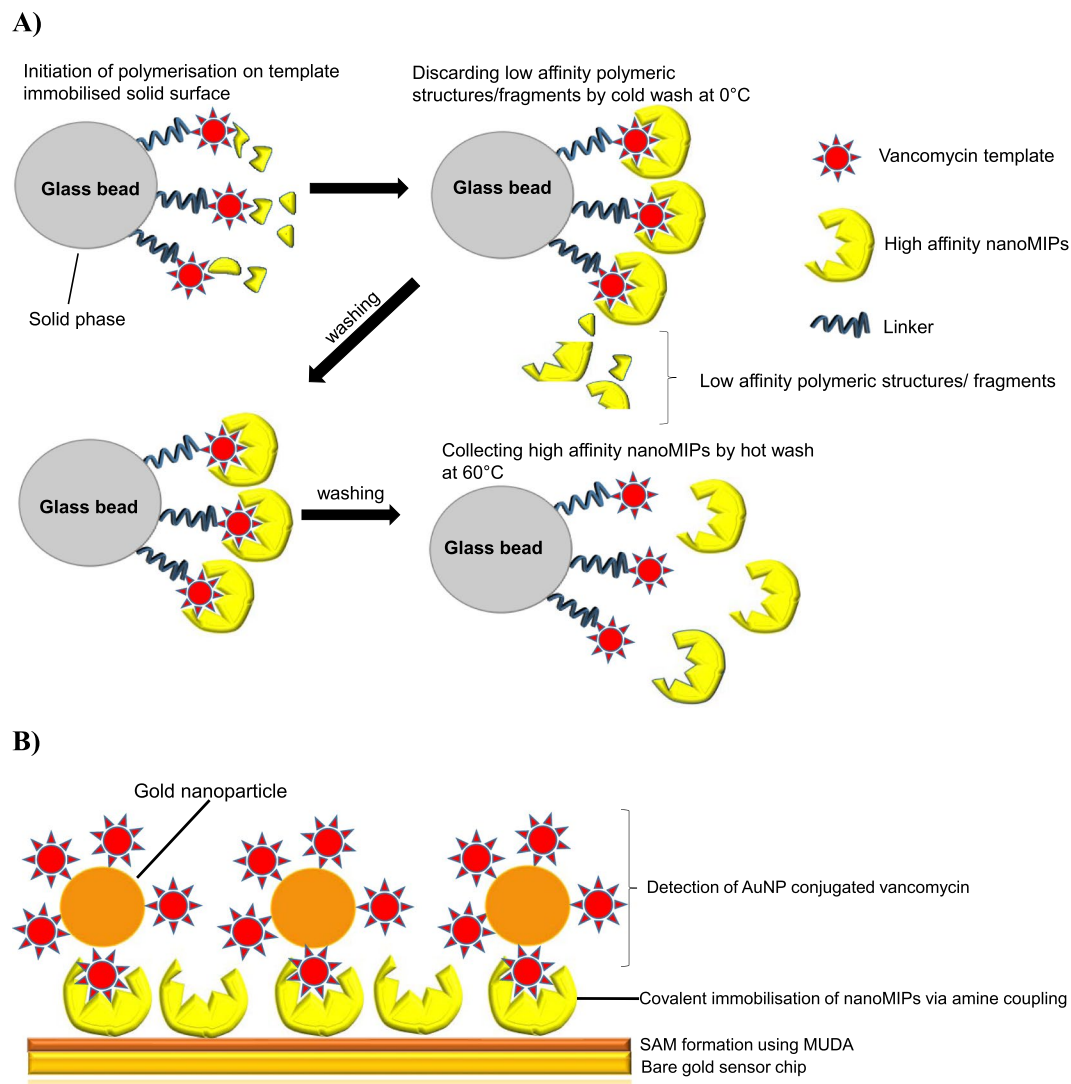 A)
Initiation of polymerisation on template
immobilised solid surface
Discarding low affinity polymeric
structures/fragments by cold wash at 0°C
Glass bead
Glass bead
Vancomycin template
High affinity nanoMIPs
Linker
Solid phase
washing
Low affinity polymeric structures/ fragments
Collecting high affinity nanoMIPs by hot wash
at 60°C
Glass bead
washing
Glass bead
B)
Gold nanoparticle
Detection of AuNP conjugated vancomycin
Covalent immobilisation of nanoMIPs via amine coupling
SAM formation using MUDA
Bare gold sensor chip